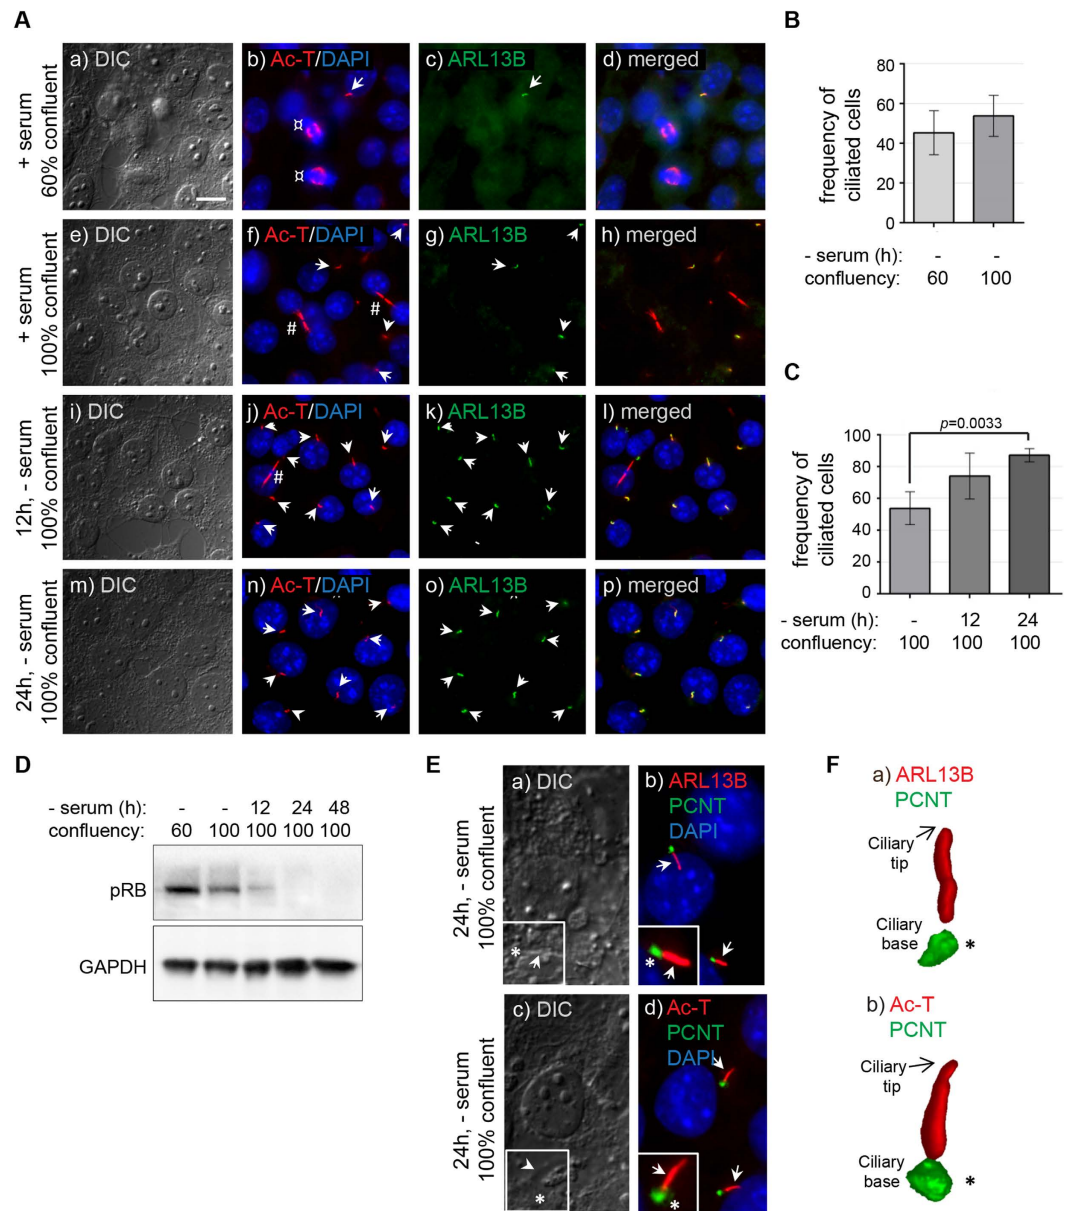 A
+ serum
60% confluent
a) DIC
b) Ac-T/DAPI
¤
¤
c) ARL13B
d) merged
+ serum
100% confluent
e) DIC
f) Ac-T/DAPI
#
#
g) ARL13B
h) merged
12h, - serum
100% confluent
i) DIC
j) Ac-T/DAPI
#
k) ARL13B
l) merged
24h, - serum
100% confluent
m) DIC
n) Ac-T/DAPI
o) ARL13B
p) merged
B
frequency of
ciliated cells
80
60
40
20
0
- serum (h): - -
confluency: 60 100
C
frequency of
ciliated cells
p=0.0033
100
80
60
40
20
0
- serum (h): - 12 24
confluency: 100 100 100
D
- serum (h): - - 12 24 48
confluency: 60 100 100 100 100
pRB
GAPDH
E
24h, - serum
100% confluent
a) DIC
*
b) ARL13B
PCNT
DAPI
*
24h, - serum
100% confluent
c) DIC
*
d) Ac-T
PCNT
DAPI
*
F
a) ARL13B
PCNT
Ciliary
tip
Ciliary
base
*
b) Ac-T
PCNT
Ciliary
tip
Ciliary
base
*